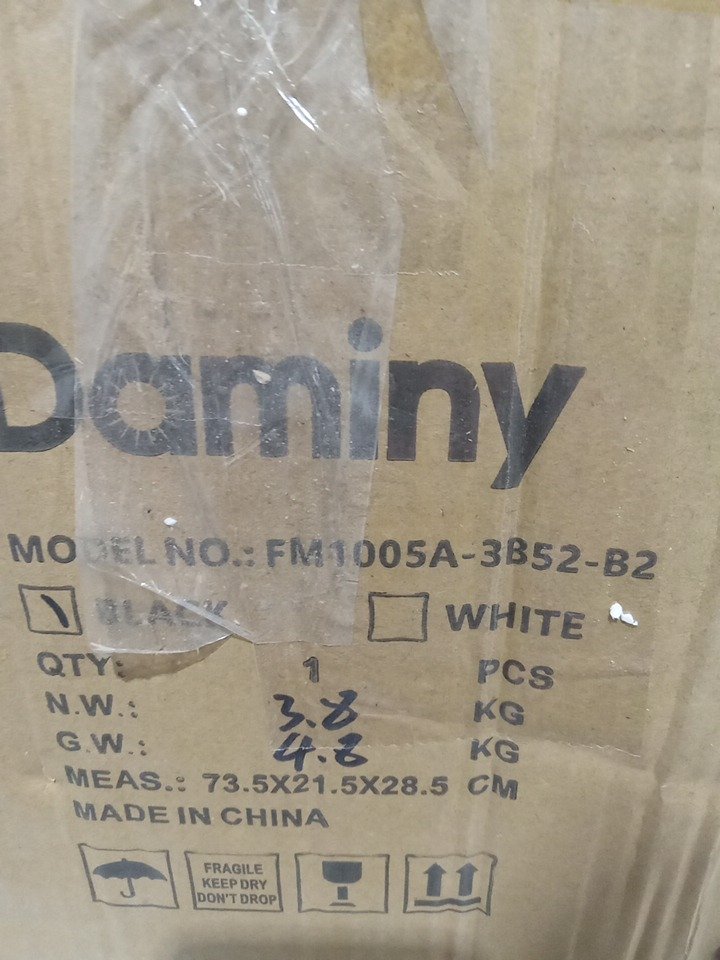 Daminy
MODEL NO.: FM1005A-3B52-B2
BLACK WHITE
QTY: 1 PCS
N.W.: 3.8 KG
G.W.: 4.8 KG
MEAS.: 73.5X21.5X28.5 CM
MADE IN CHINA
FRAGILE
KEEP DRY
DON'T DROP